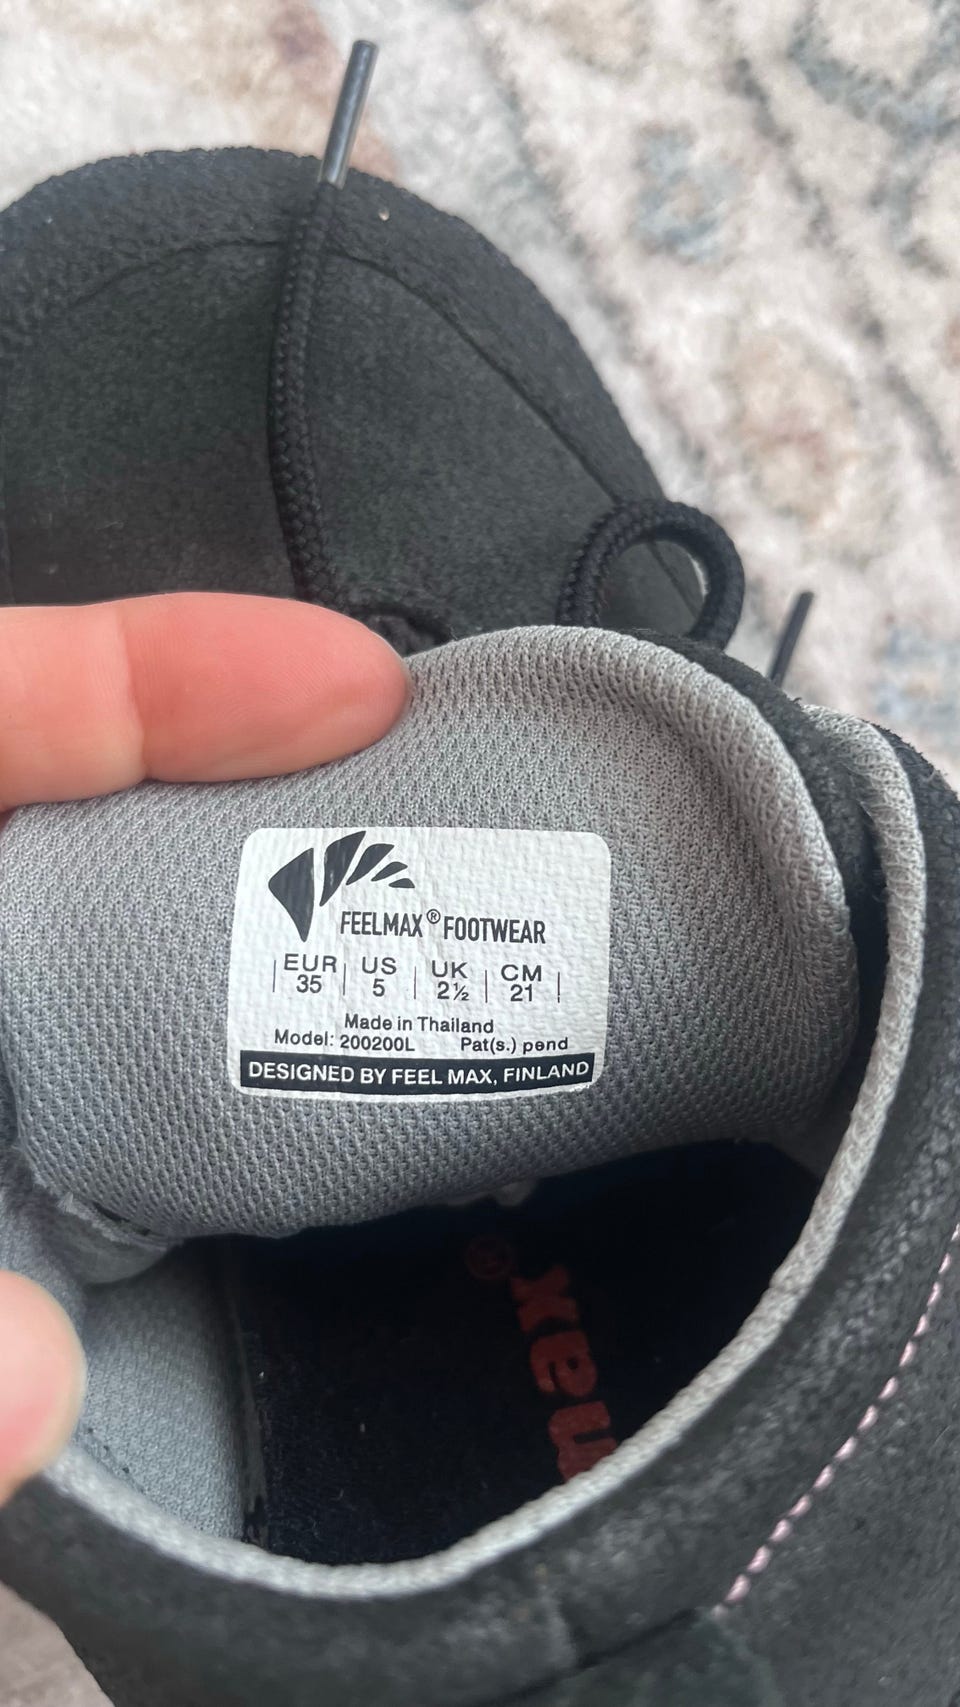 FEELMAX® FOOTWEAR
EUR | US | UK | CM
35 | 5 | 2½ | 21
Made in Thailand
Model: 200200L Pat(s.) pend
DESIGNED BY FEEL MAX, FINLAND
max®